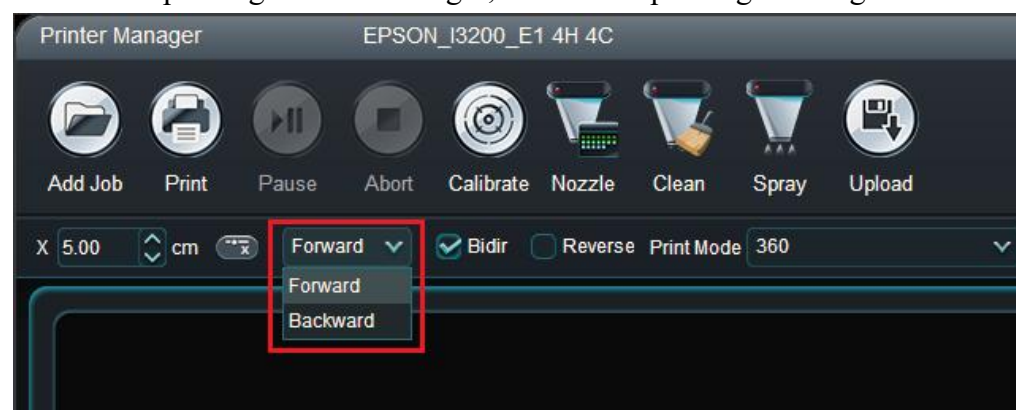 Printer Manager EPSON_I3200_E1 4H 4C
Add Job Print Pause Abort Calibrate Nozzle Clean Spray Upload
X 5.00 cm x Forward Bidir Reverse Print Mode 360
Forward
Backward